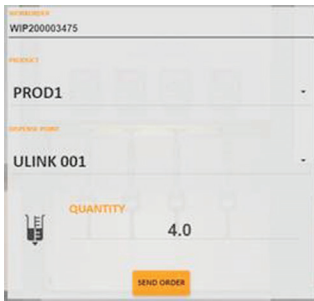 WORKORDER
WIP200003475
PRODUCT
PROD1
DISPENSE POINT
ULINK 001
QUANTITY
4.0
SEND ORDER